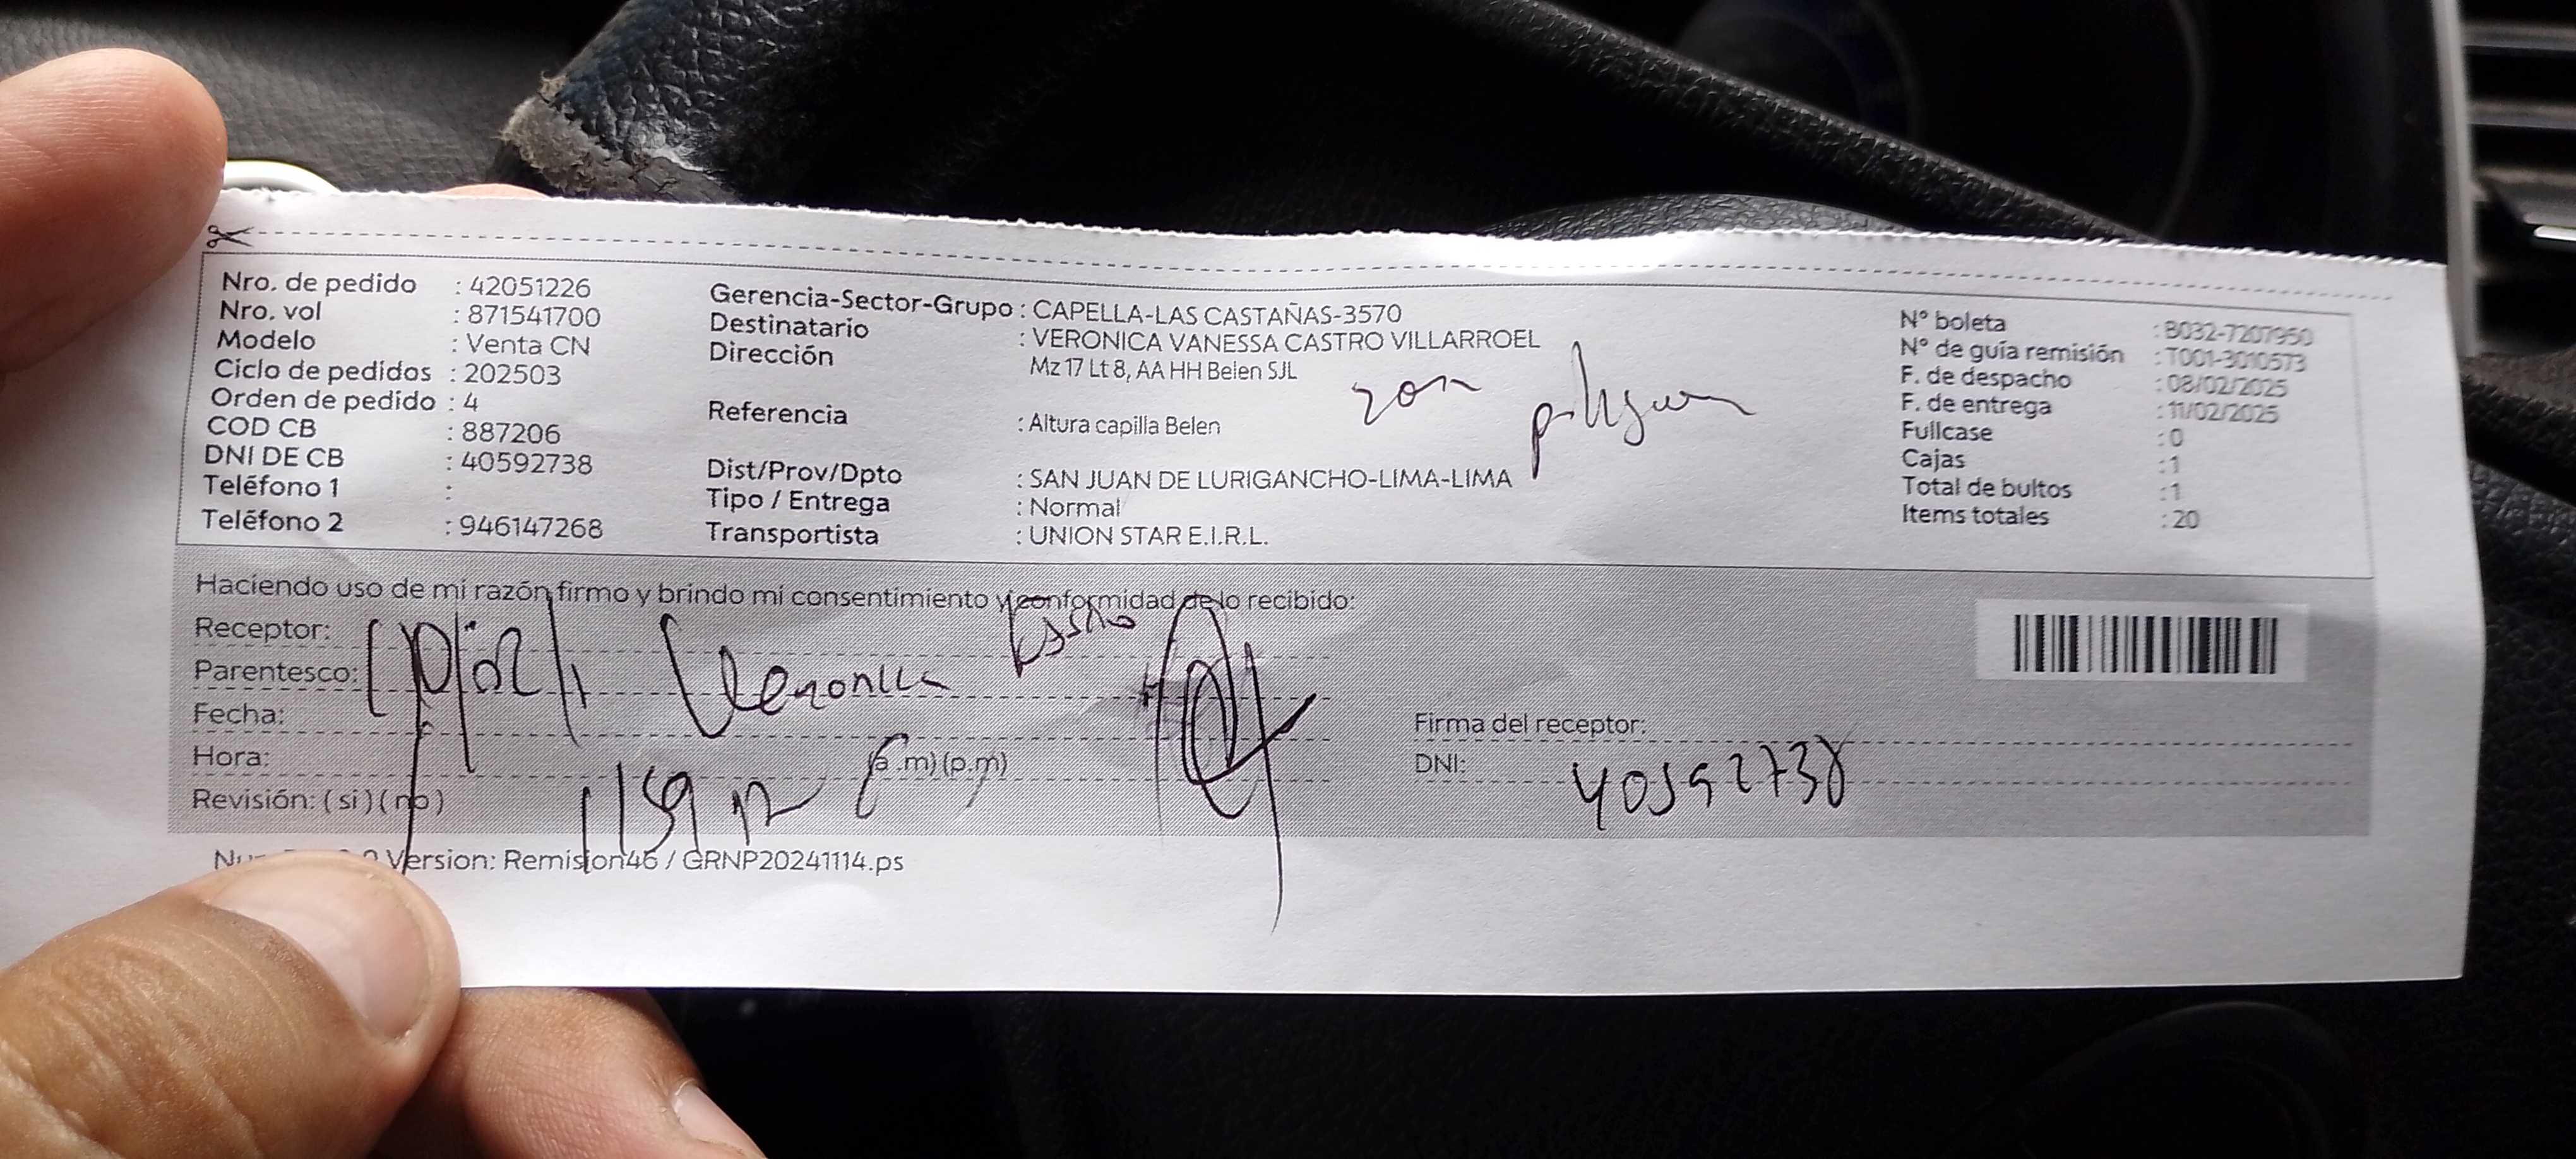 Nro. de pedido : 42051226
Nro. vol : 871541700
Modelo : Venta CN
Ciclo de pedidos : 202503
Orden de pedido : 4
COD CB : 887206
DNI DE CB : 40592738
Teléfono 1 :
Teléfono 2 : 946147268
Gerencia-Sector-Grupo : CAPELLA-LAS CASTAÑAS-3570
Destinatario : VERONICA VANESSA CASTRO VILLARROEL
Dirección Mz 17 Lt 8, AA HH Belen SJL
zon
Referencia : Altura capilla Belen
Dist/Prov/Dpto : SAN JUAN DE LURIGANCHO-LIMA-LIMA
Tipo / Entrega : Normal
Transportista : UNION STAR E.I.R.L.
N° boleta : B032-7207950
N° de guía remisión : T001-3010573
F. de despacho : 08/02/2025
F. de entrega : 11/02/2025
Fullcase : 0
Cajas : 1
Total de bultos : 1
Items totales : 20
Haciendo uso de mi razón firmo y brindo mi consentimiento y conformidad de lo recibido:
Receptor:
Parentesco: Veronica
Fecha:
Hora: (a.m) (p.m)
Revisión: (si) (no)
Firma del receptor:
DNI: 40592738
Version: Remision46 / GRNP20241114.ps